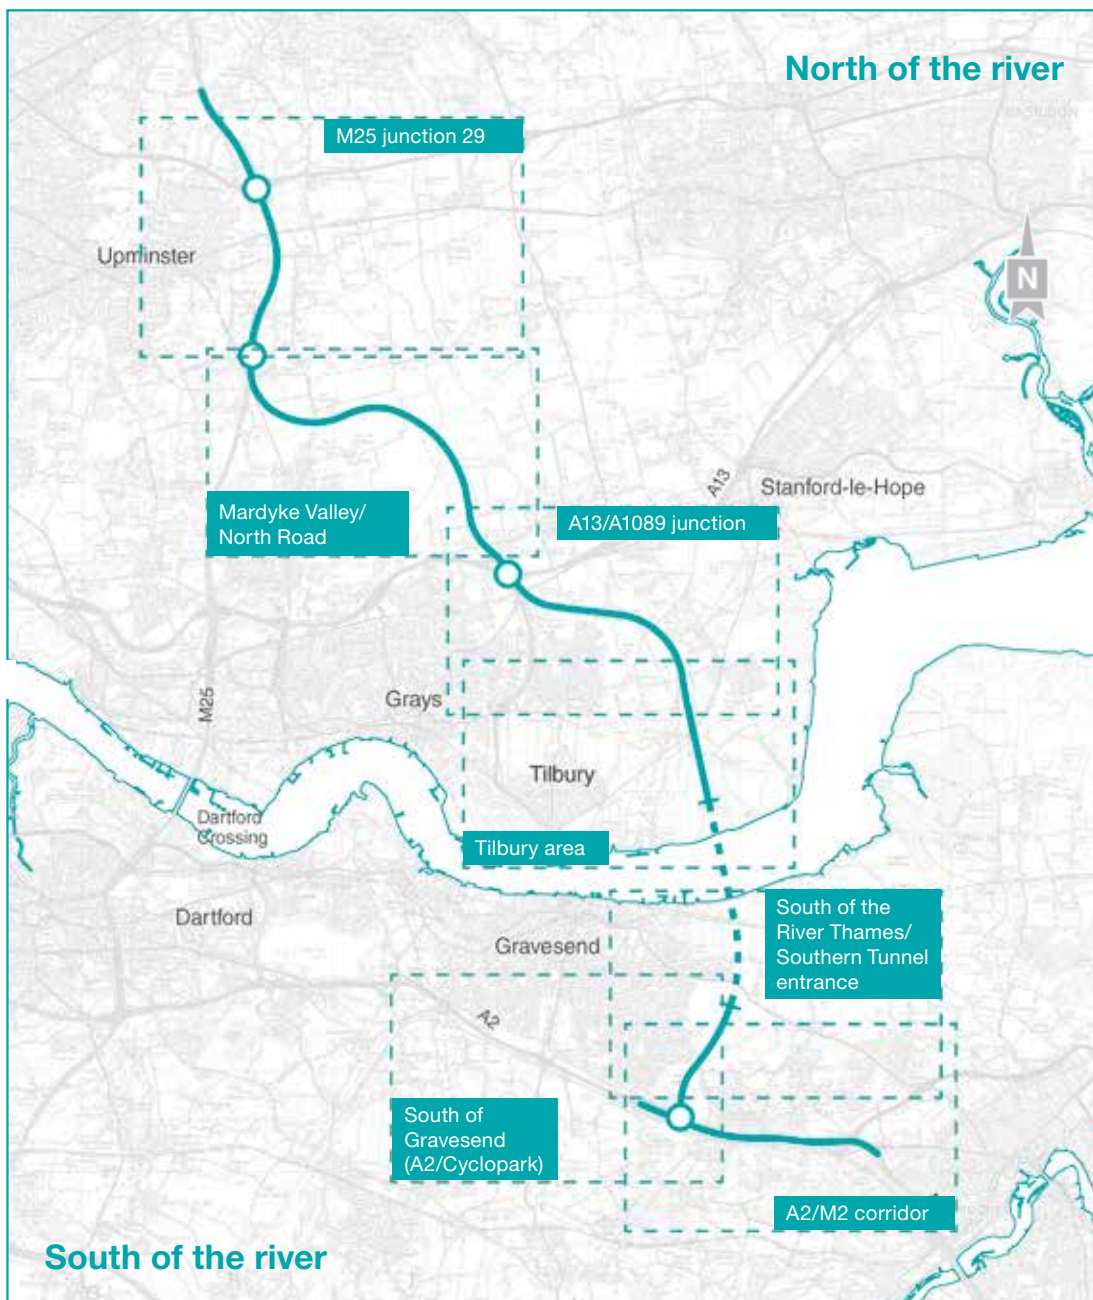 North of the river
M25 junction 29
Upminster
N
A13
Stanford-le-Hope
Mardyke Valley/
North Road
A13/A1089 junction
M25
Grays
Tilbury
Dartford
Crossing
Tilbury area
Dartford
South of the
River Thames/
Southern Tunnel
entrance
Gravesend
A2
South of
Gravesend
(A2/Cyclopark)
A2/M2 corridor
South of the river